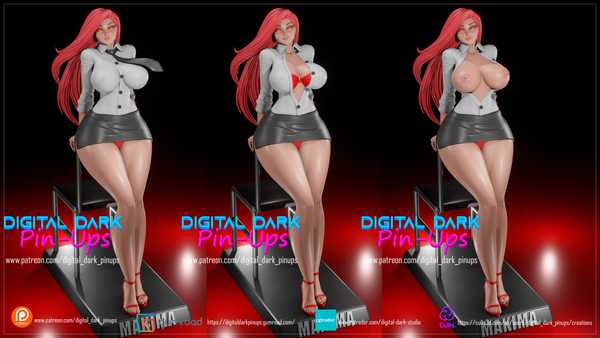 DIGITAL DARK
Pin-Ups
www.patreon.com/digital_dark_pinups
DIGITAL DARK
Pin-Ups
www.patreon.com/digital_dark_pinups
DIGITAL DARK
Pin-Ups
www.patreon.com/digital_dark_pinups
MAKIMA
MAKIMA
MAKIMA
www.patreon.com/digital_dark_pinups
https://digitaldarkpinups.gumroad.com/
Cults